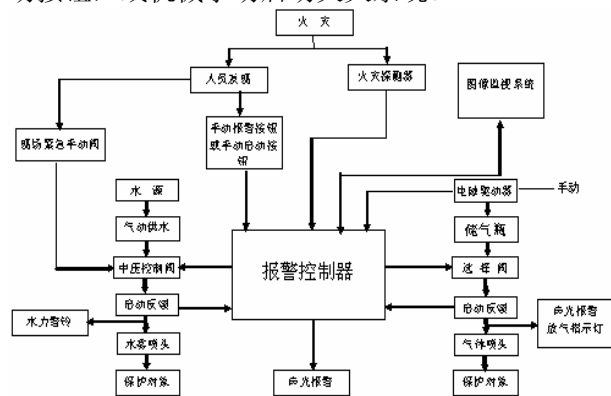 火 灾
人员发现
火灾探测器
图像监视系统
现场紧急手动阀
手动报警按钮
或手动启动按
钮
水 源
电磁驱动器
手动
气动供水
储气瓶
中压控制阀
报警控制器
选择阀
启动反馈
启动反馈
水力警铃
声光报警
放气指示灯
水雾喷头
气体喷头
保护对象
声光报警
保护对象